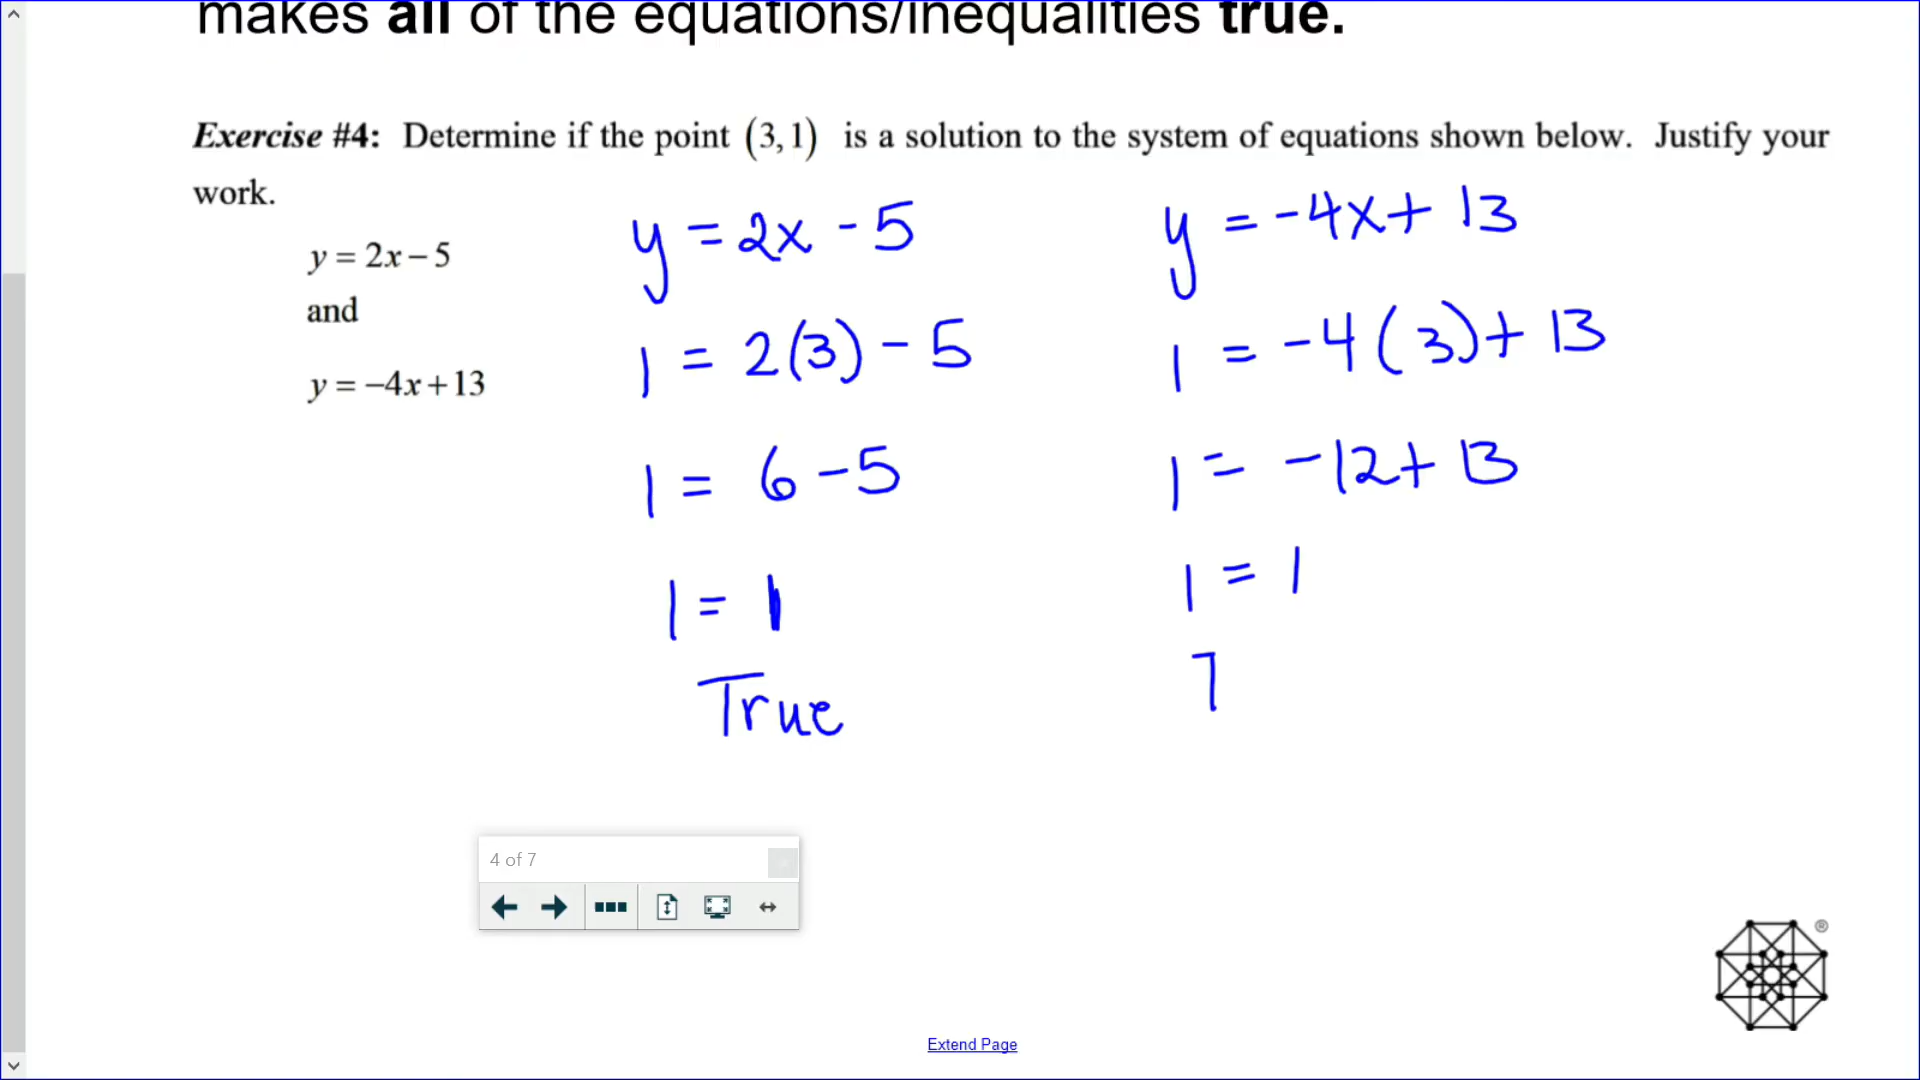 makes all of the equations/inequalities true.
Exercise #4: Determine if the point (3,1) is a solution to the system of equations shown below. Justify your
work.
y = 2x − 5
and
y = −4x + 13
y = 2x - 5
1 = 2(3) - 5
1 = 6 - 5
1 = 1
True
y = -4x + 13
1 = -4(3) + 13
1 = -12 + 13
1 = 1
T
4 of 7
®
Extend Page